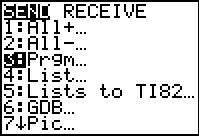 SEND RECEIVE
1:All+…
2:All-…
3:Prgm…
4:List…
5:Lists to TI82…
6:GDB…
7↓Pic…